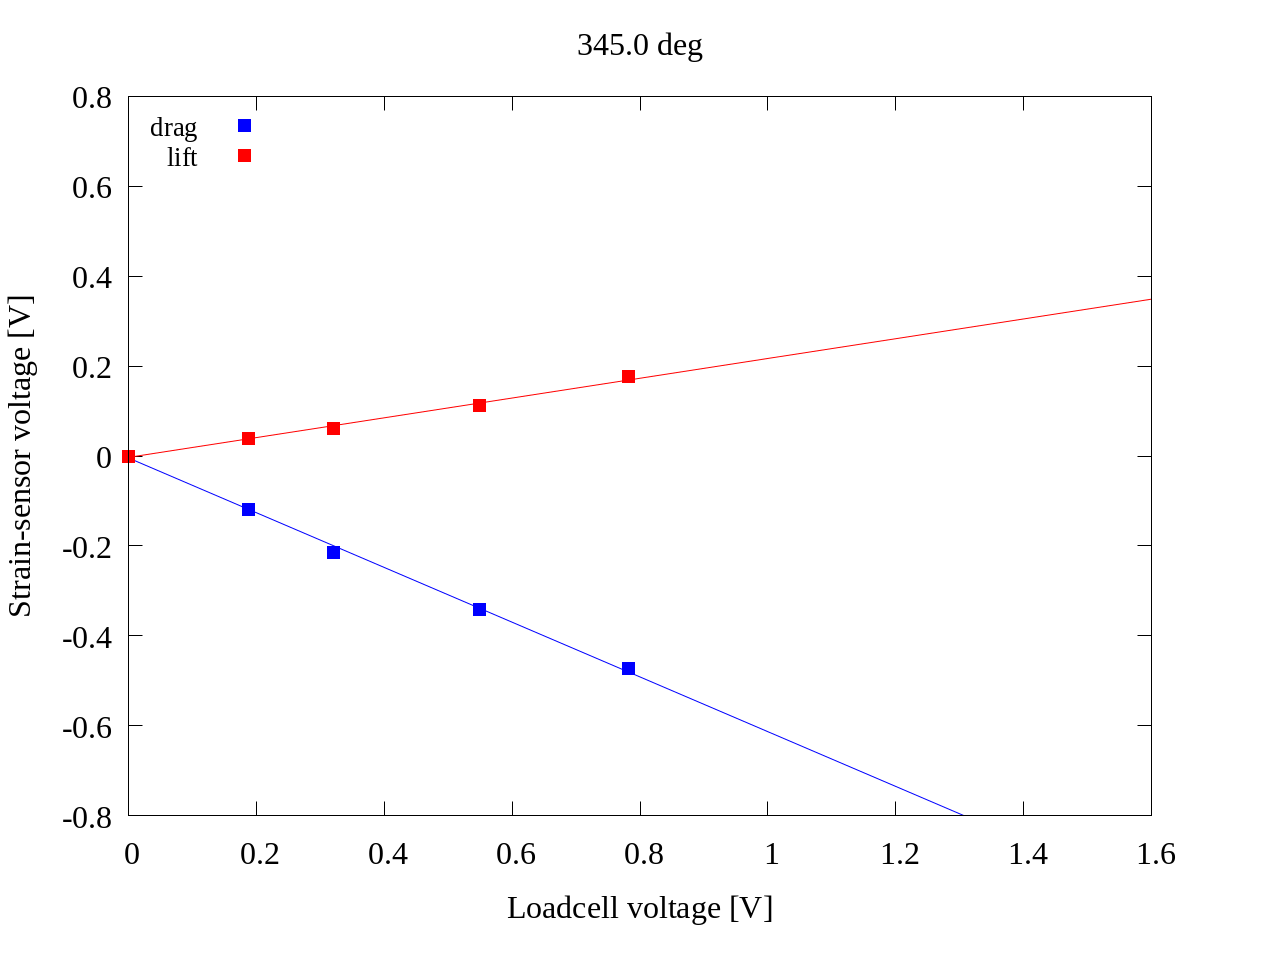 345.0 deg
0.8
0.6
0.4
0.2
0
-0.2
-0.4
-0.6
-0.8
Strain-sensor voltage [V]
drag
lift
0 0.2 0.4 0.6 0.8 1 1.2 1.4 1.6
Loadcell voltage [V]